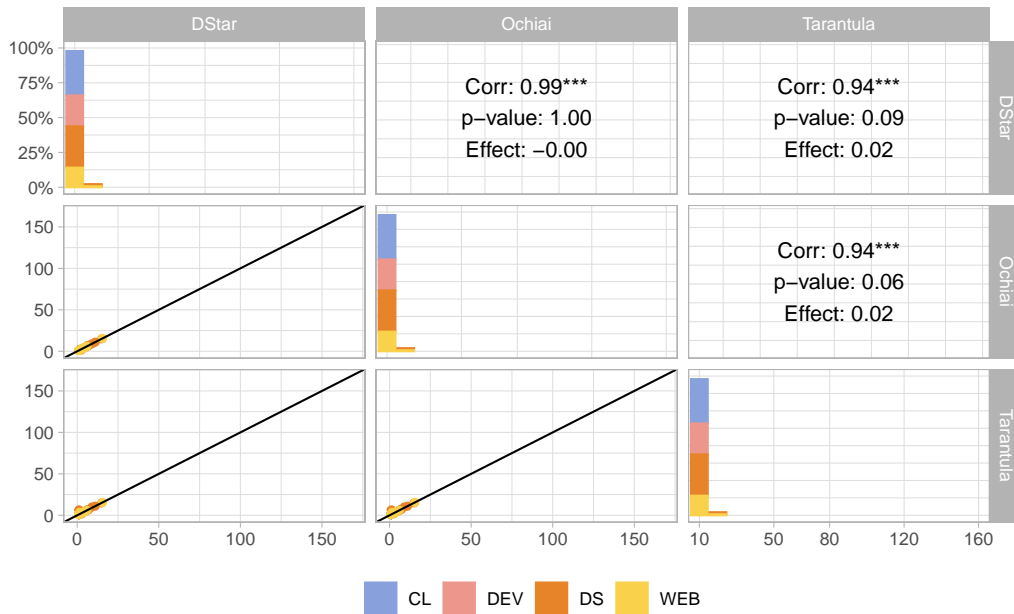 DStar Ochiai Tarantula
100%
75%
50%
25%
0%
Corr: 0.99***
p−value: 1.00
Effect: −0.00
Corr: 0.94***
p−value: 0.09
Effect: 0.02
DStar
150
100
50
0
Corr: 0.94***
p−value: 0.06
Effect: 0.02
Ochiai
150
100
50
0
Tarantula
0 50 100 150 0 50 100 150 10 50 80 120 160
CL DEV DS WEB